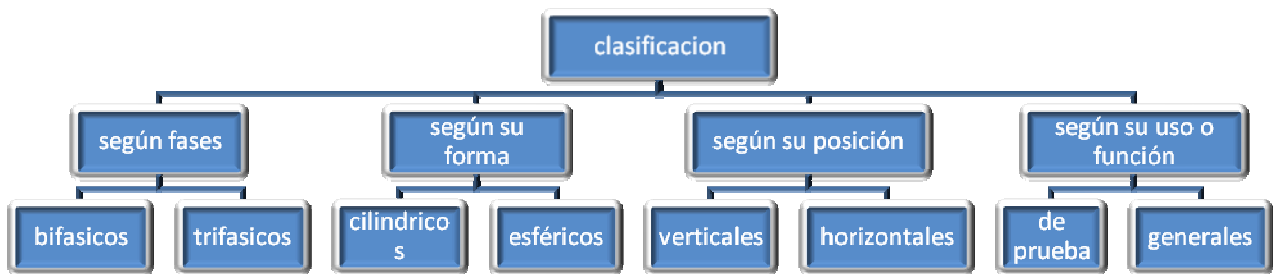 clasificacion
según fases
según su
forma
según su posición
según su uso o
función
bifasicos
trifasicos
cilindrico
s
esféricos
verticales
horizontales
de
prueba
generales